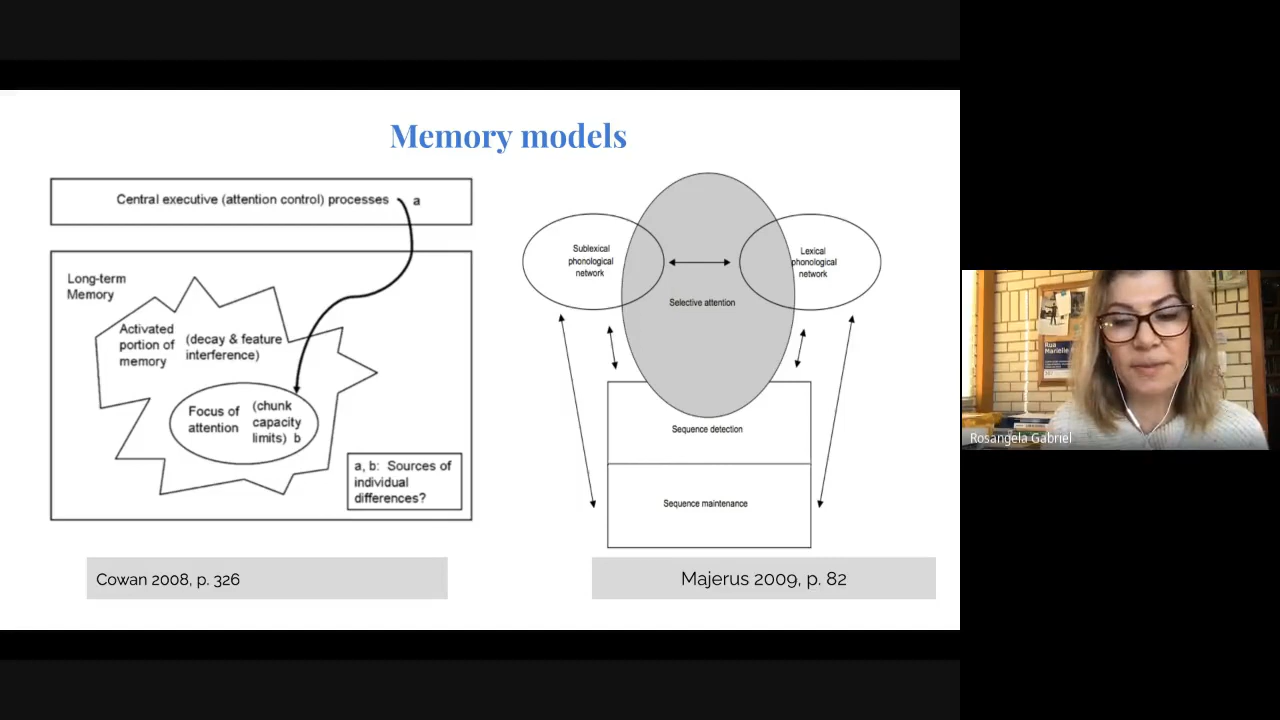 Memory models
Central executive (attention control) processes a
Long-term
Memory
Activated
portion of
memory
(decay & feature
interference)
Focus of
attention
(chunk
capacity
limits) b
a, b: Sources of
individual
differences?
Cowan 2008, p. 326
Sublexical
phonological
network
Lexical
phonological
network
Selective attention
Sequence detection
Sequence maintenance
Majerus 2009, p. 82
Rua
Marielle
Rosangela Gabriel